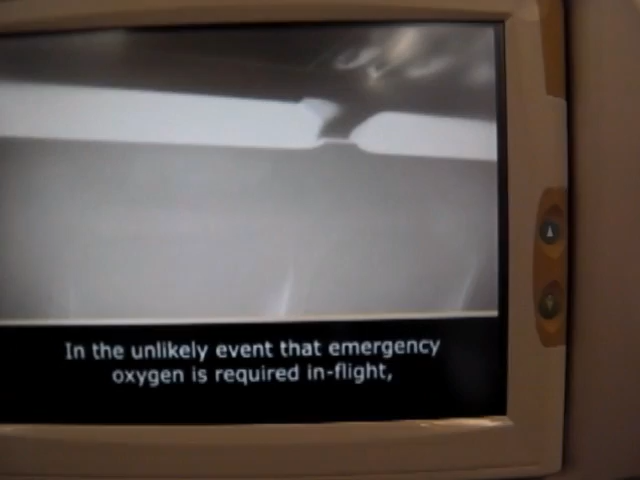 In the unlikely event that emergency
oxygen is required in-flight,